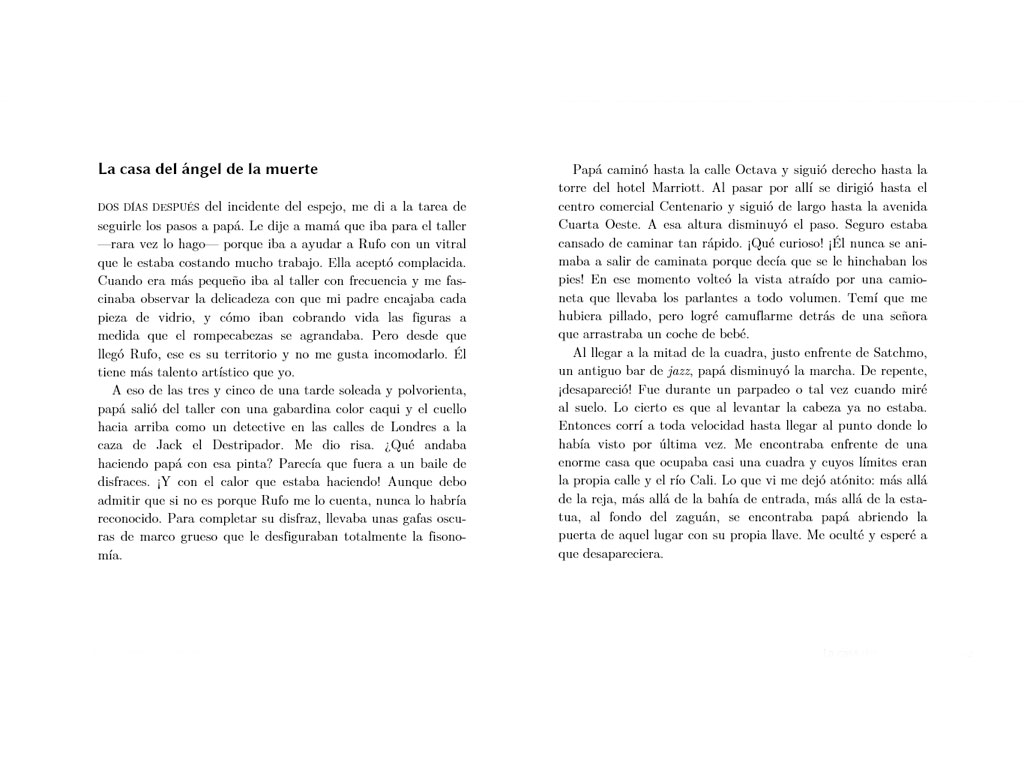 La casa del ángel de la muerte
DOS DÍAS DESPUÉS del incidente del espejo, me di a la tarea de
seguirle los pasos a papá. Le dije a mamá que iba para el taller
—rara vez lo hago— porque iba a ayudar a Rufo con un vitral
que le estaba costando mucho trabajo. Ella aceptó complacida.
Cuando era más pequeño iba al taller con frecuencia y me fas-
cinaba observar la delicadeza con que mi padre encajaba cada
pieza de vidrio, y cómo iban cobrando vida las figuras a
medida que el rompecabezas se agrandaba. Pero desde que
llegó Rufo, ese es su territorio y no me gusta incomodarlo. Él
tiene más talento artístico que yo.
A eso de las tres y cinco de una tarde soleada y polvorienta,
papá salió del taller con una gabardina color caqui y el cuello
hacia arriba como un detective en las calles de Londres a la
caza de Jack el Destripador. Me dio risa. ¿Qué andaba
haciendo papá con esa pinta? Parecía que fuera a un baile de
disfraces. ¡Y con el calor que estaba haciendo! Aunque debo
admitir que si no es porque Rufo me lo cuenta, nunca lo habría
reconocido. Para completar su disfraz, llevaba unas gafas oscu-
ras de marco grueso que le desfiguraban totalmente la fisono-
mía.
Papá caminó hasta la calle Octava y siguió derecho hasta la
torre del hotel Marriott. Al pasar por allí se dirigió hasta el
centro comercial Centenario y siguió de largo hasta la avenida
Cuarta Oeste. A esa altura disminuyó el paso. Seguro estaba
cansado de caminar tan rápido. ¡Qué curioso! ¡Él nunca se ani-
maba a salir de caminata porque decía que se le hinchaban los
pies! En ese momento volteó la vista atraído por una camio-
neta que llevaba los parlantes a todo volumen. Temí que me
hubiera pillado, pero logré camuflarme detrás de una señora
que arrastraba un coche de bebé.
Al llegar a la mitad de la cuadra, justo enfrente de Satchmo,
un antiguo bar de jazz, papá disminuyó la marcha. De repente,
¡desapareció! Fue durante un parpadeo o tal vez cuando miré
al suelo. Lo cierto es que al levantar la cabeza ya no estaba.
Entonces corrí a toda velocidad hasta llegar al punto donde lo
había visto por última vez. Me encontraba enfrente de una
enorme casa que ocupaba casi una cuadra y cuyos límites eran
la propia calle y el río Cali. Lo que vi me dejó atónito: más allá
de la reja, más allá de la bahía de entrada, más allá de la esta-
tua, al fondo del zaguán, se encontraba papá abriendo la
puerta de aquel lugar con su propia llave. Me oculté y esperé a
que desapareciera.